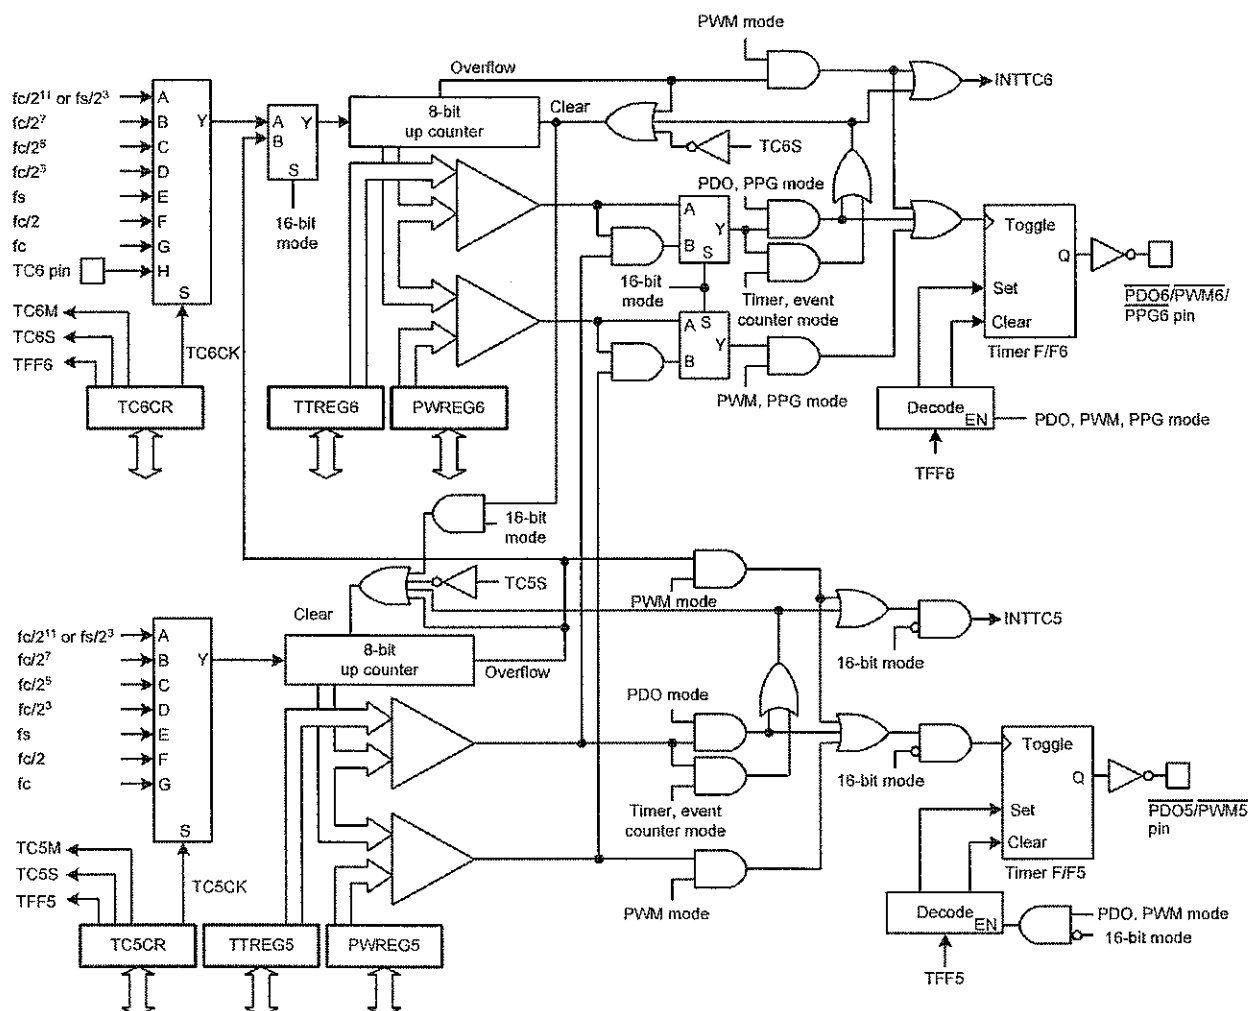 PWM mode
Overflow
INTTC6
fc/2¹¹ or fs/2³
A
fc/2⁷
B
fc/2⁵
C
fc/2³
D
fs
E
fc/2
F
fc
G
TC6 pin
H
Y
S
A
B
Y
S
16-bit
mode
8-bit
up counter
Clear
TC6S
PDO, PPG mode
A
B
Y
S
16-bit
mode
Timer, event
counter mode
S
A
B
Y
PWM, PPG mode
Toggle
Q
Set
Clear
Timer F/F6
PDO6/PWM6/
PPG6 pin
TC6M
TC6S
TFF6
TC6CK
TC6CR
TTREG6
PWREG6
Decode
EN
PDO, PWM, PPG mode
TFF6
16-bit
mode
TC5S
PWM mode
INTTC5
16-bit mode
Clear
fc/2¹¹ or fs/2³
A
fc/2⁷
B
fc/2⁵
C
fc/2³
D
fs
E
fc/2
F
fc
G
Y
S
8-bit
up counter
Overflow
PDO mode
Timer, event
counter mode
16-bit mode
PWM mode
Toggle
Q
Set
Clear
Timer F/F5
PDO5/PWM5
pin
TC5M
TC5S
TFF5
TC5CK
TC5CR
TTREG5
PWREG5
Decode
EN
PDO, PWM mode
16-bit mode
TFF5